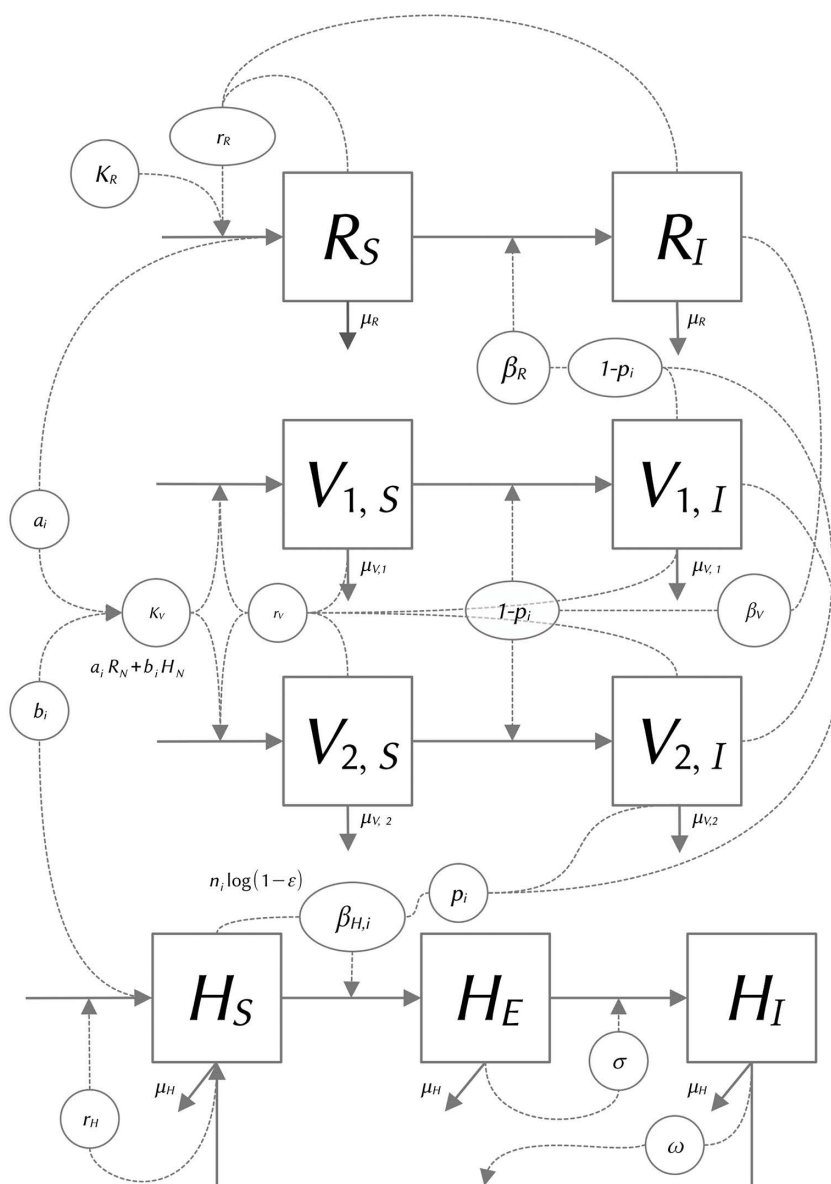 r_R
K_R
R_S
R_I
μ_R
μ_R
β_R
1-p_i
V_1, S
V_1, I
a_i
μ_V,1
μ_V, 1
K_V
r_V
1-p_i
β_V
a_i R_N + b_i H_N
b_i
V_2, S
V_2, I
μ_V, 2
μ_V,2
n_i log(1-ε)
p_i
β_H,i
H_S
H_E
H_I
σ
μ_H
μ_H
μ_H
r_H
ω